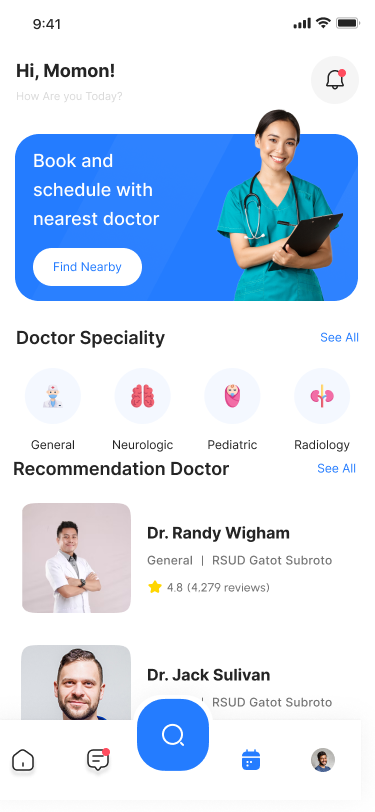 9:41
Hi, Momon!
How Are you Today?
Book and
schedule with
nearest doctor
Find Nearby
Doctor Speciality
See All
General
Neurologic
Pediatric
Radiology
Recommendation Doctor
See All
Dr. Randy Wigham
General | RSUD Gatot Subroto
4.8 (4.279 reviews)
Dr. Jack Sulivan
| RSUD Gatot Subroto